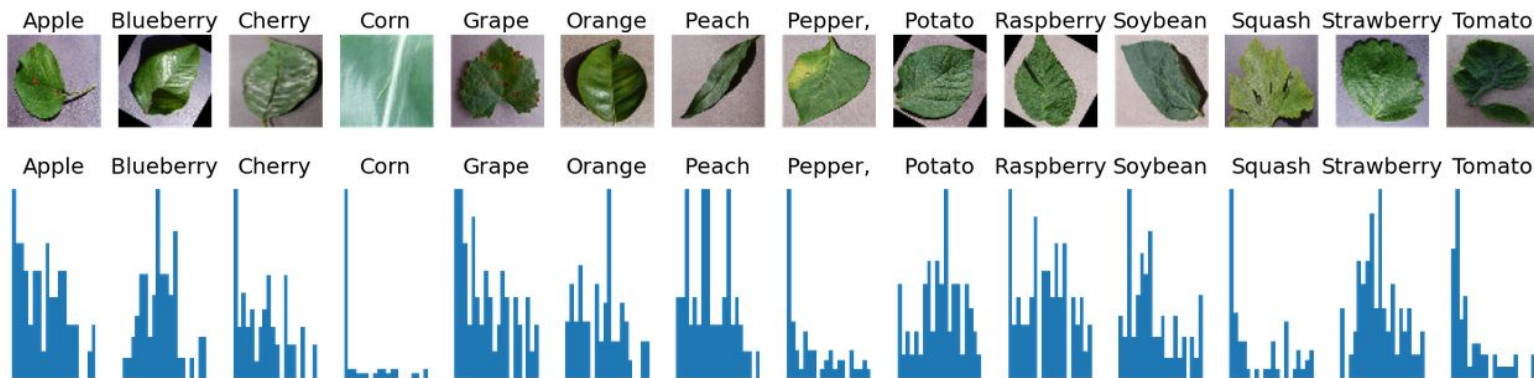 Apple Blueberry Cherry Corn Grape Orange Peach Pepper, Potato Raspberry Soybean Squash Strawberry Tomato
Apple Blueberry Cherry Corn Grape Orange Peach Pepper, Potato Raspberry Soybean Squash Strawberry Tomato